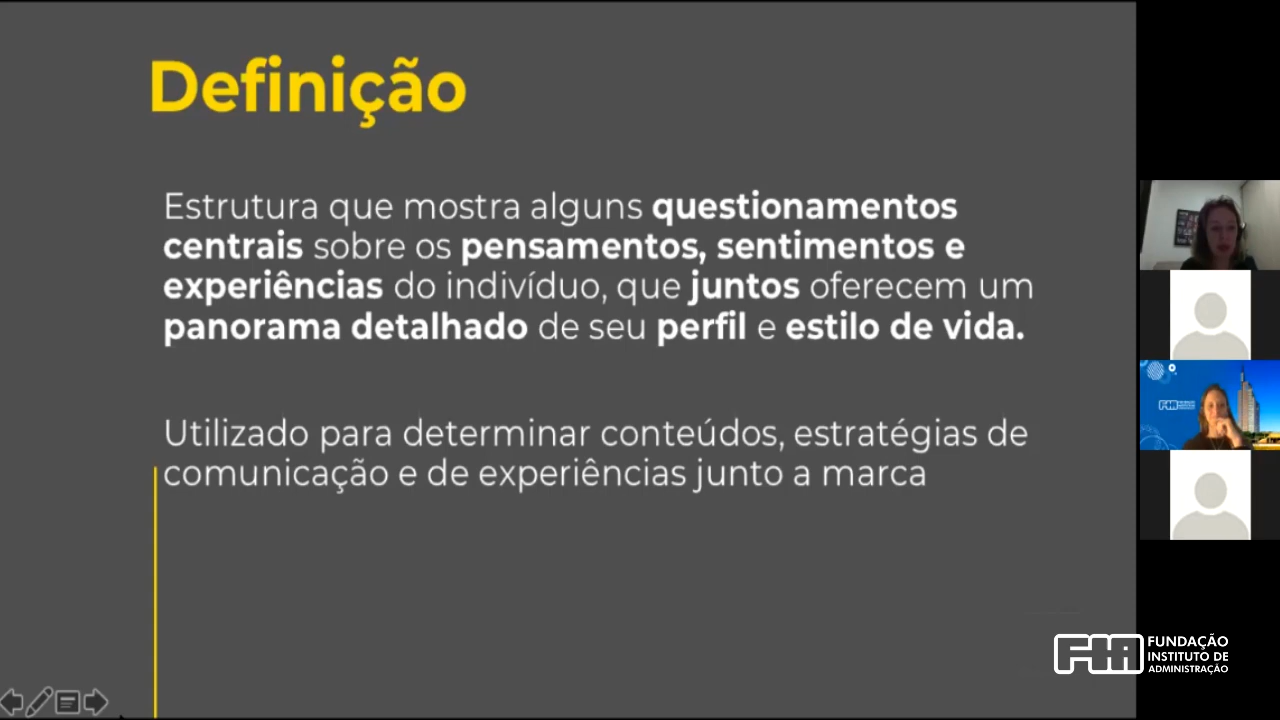 Definição
Estrutura que mostra alguns questionamentos
centrais sobre os pensamentos, sentimentos e
experiências do indivíduo, que juntos oferecem um
panorama detalhado de seu perfil e estilo de vida.
Utilizado para determinar conteúdos, estratégias de
comunicação e de experiências junto a marca
FIA
FUNDAÇÃO
INSTITUTO DE
ADMINISTRAÇÃO